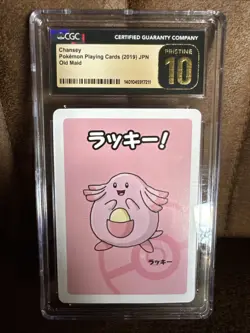 CGC
CERTIFIED GUARANTY COMPANY
Chansey
Pokémon Playing Cards (2019) JPN
Old Maid
PRISTINE
10
ラッキー!
ラッキー